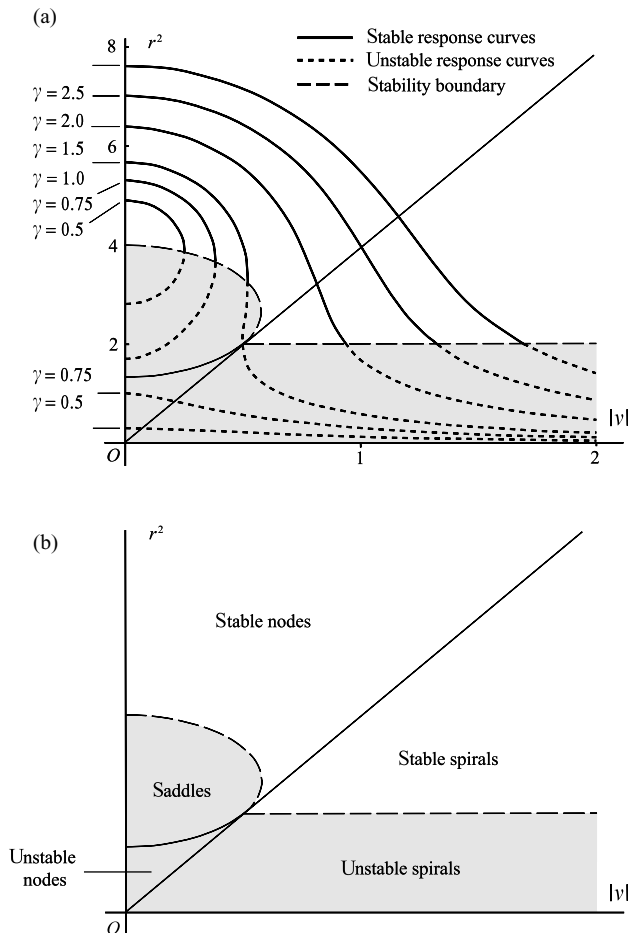 (a)
r²
8
Stable response curves
Unstable response curves
Stability boundary
γ = 2.5
γ = 2.0
6
γ = 1.5
γ = 1.0
γ = 0.75
γ = 0.5
4
2
γ = 0.75
γ = 0.5
|ν|
O
1
2
(b)
r²
Stable nodes
Stable spirals
Saddles
Unstable
nodes
Unstable spirals
|ν|
O